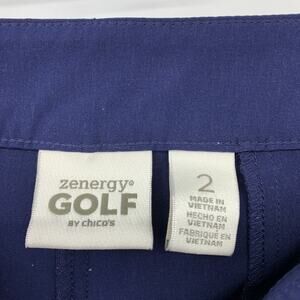 zenergy®
GOLF
BY CHICO'S
2
MADE IN
VIETNAM
HECHO EN
VIETNAM
FABRIQUÉ EN
VIETNAM